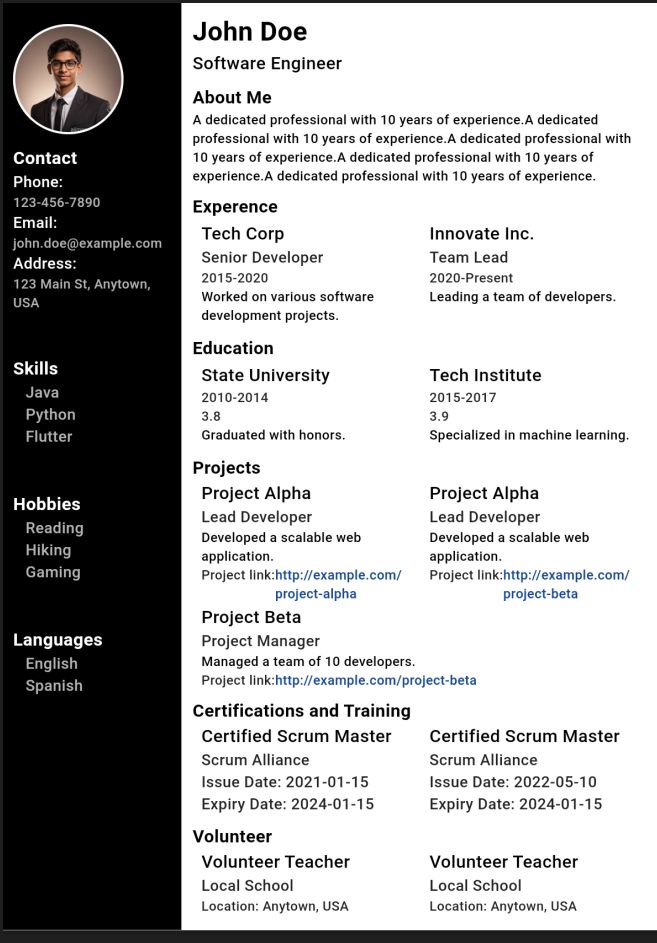 Contact
Phone:
123-456-7890
Email:
john.doe@example.com
Address:
123 Main St, Anytown,
USA
Skills
Java
Python
Flutter
Hobbies
Reading
Hiking
Gaming
Languages
English
Spanish
John Doe
Software Engineer
About Me
A dedicated professional with 10 years of experience.A dedicated
professional with 10 years of experience.A dedicated professional with
10 years of experience.A dedicated professional with 10 years of
experience.A dedicated professional with 10 years of experience.
Experence
Tech Corp
Senior Developer
2015-2020
Worked on various software
development projects.
Innovate Inc.
Team Lead
2020-Present
Leading a team of developers.
Education
State University
2010-2014
3.8
Graduated with honors.
Tech Institute
2015-2017
3.9
Specialized in machine learning.
Projects
Project Alpha
Lead Developer
Developed a scalable web
application.
Project link:http://example.com/
project-alpha
Project Alpha
Lead Developer
Developed a scalable web
application.
Project link:http://example.com/
project-beta
Project Beta
Project Manager
Managed a team of 10 developers.
Project link:http://example.com/project-beta
Certifications and Training
Certified Scrum Master
Scrum Alliance
Issue Date: 2021-01-15
Expiry Date: 2024-01-15
Certified Scrum Master
Scrum Alliance
Issue Date: 2022-05-10
Expiry Date: 2024-01-15
Volunteer
Volunteer Teacher
Local School
Location: Anytown, USA
Volunteer Teacher
Local School
Location: Anytown, USA